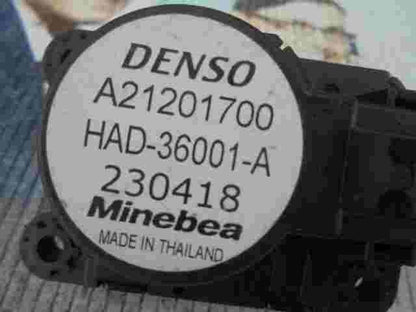 DENSO
A21201700
HAD-36001-A
230418
Minebea
MADE IN THAILAND